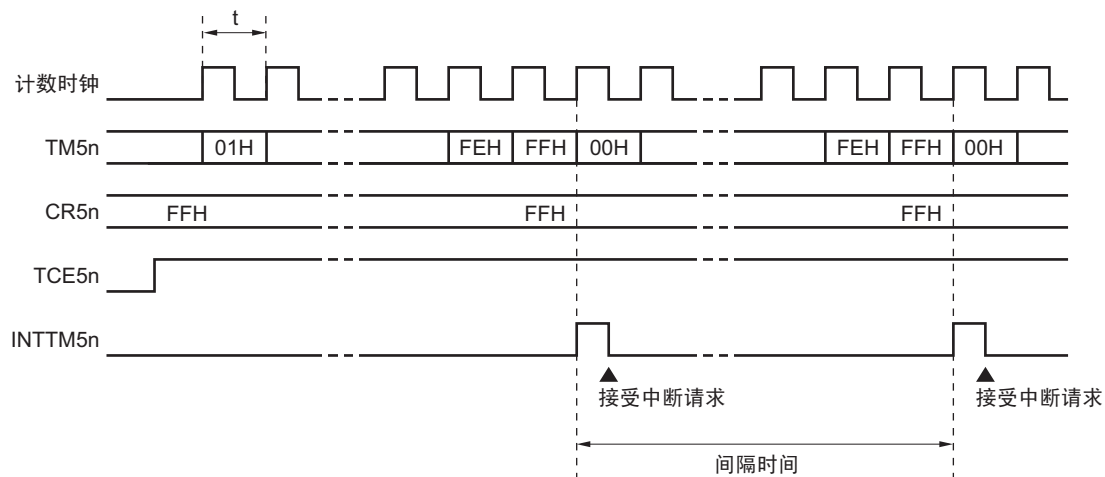 t
计数时钟
TM5n 01H FEH FFH 00H FEH FFH 00H
CR5n FFH FFH FFH
TCE5n
INTTM5n
接受中断请求 接受中断请求
间隔时间